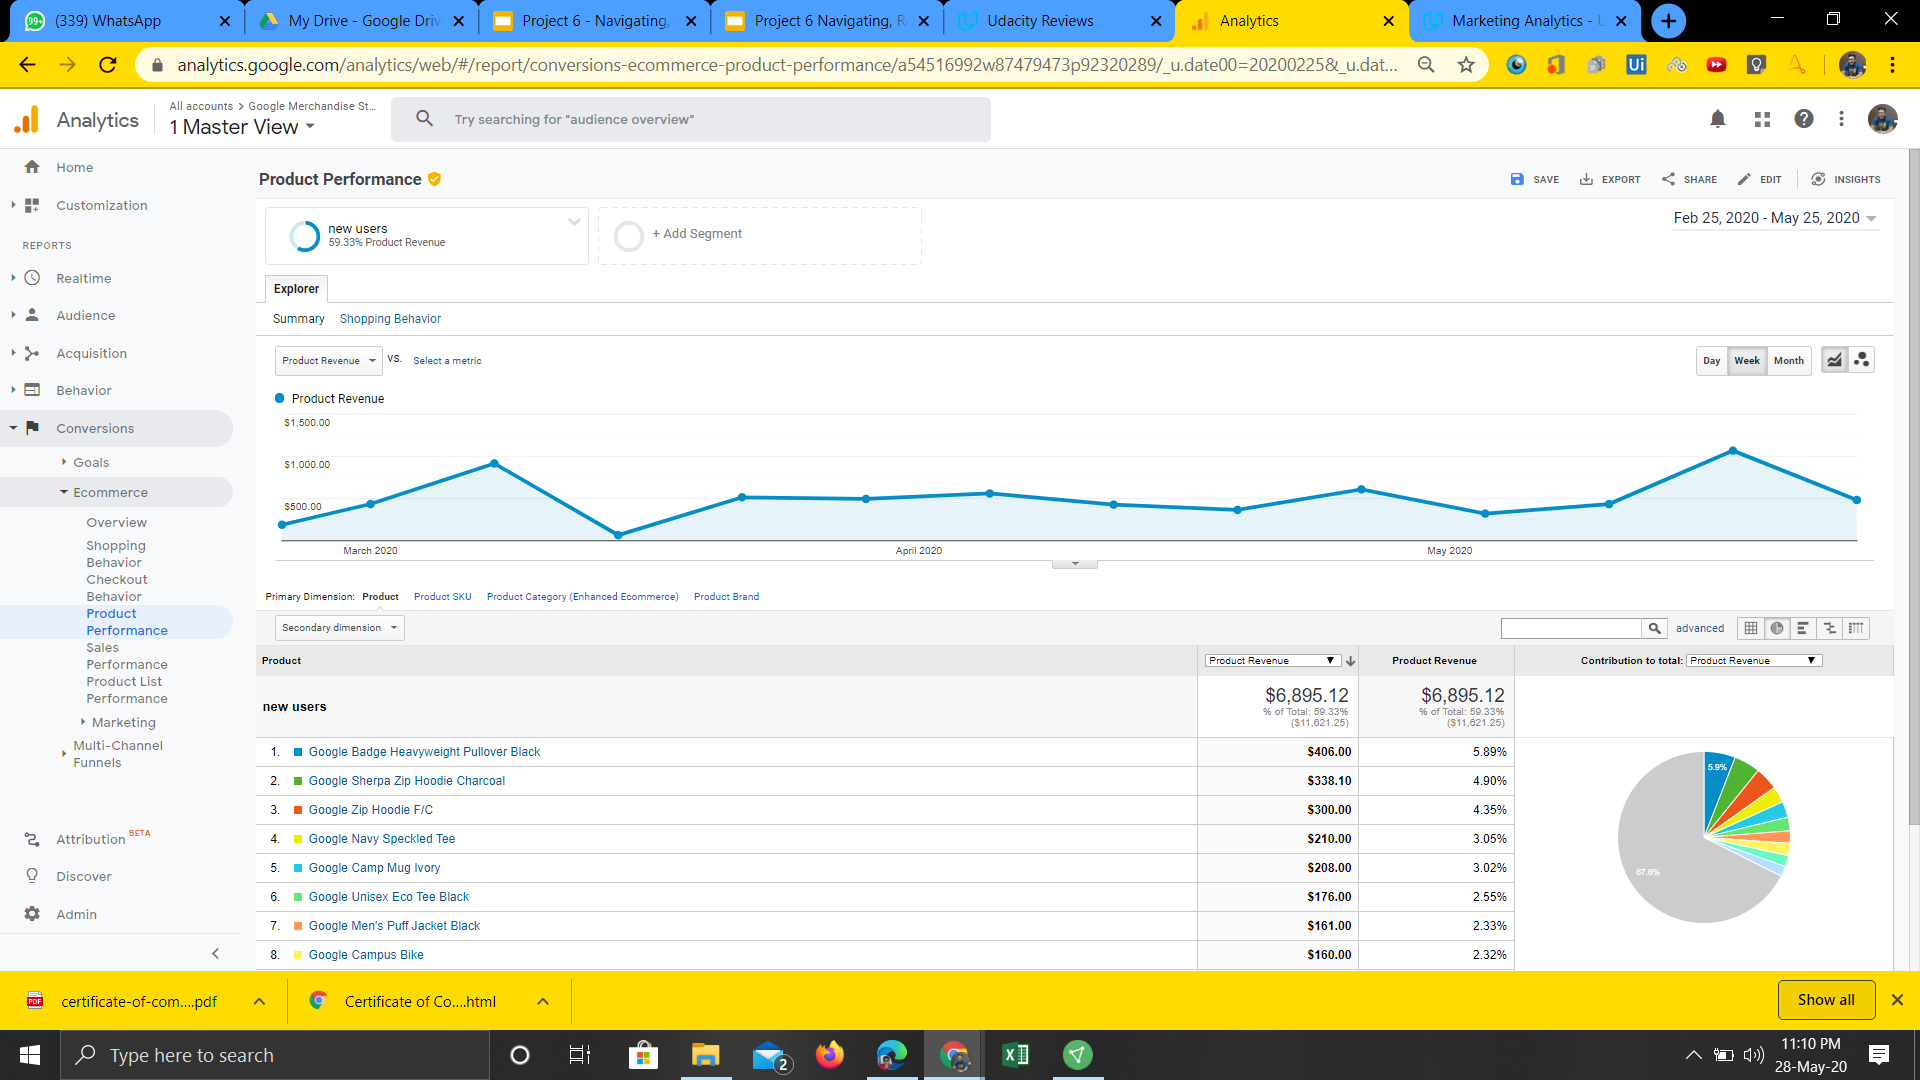 (339) WhatsApp
My Drive - Google Driv
Project 6 - Navigating,
Project 6 Navigating, R
Udacity Reviews
Analytics
Marketing Analytics - U
analytics.google.com/analytics/web/#/report/conversions-ecommerce-product-performance/a54516992w87479473p92320289/_u.date00=20200225&_u.dat...
Analytics
All accounts > Google Merchandise St...
1 Master View
Try searching for "audience overview"
Home
Customization
REPORTS
Realtime
Audience
Acquisition
Behavior
Conversions
Goals
Ecommerce
Overview
Shopping
Behavior
Checkout
Behavior
Product
Performance
Sales
Performance
Product List
Performance
Marketing
Multi-Channel
Funnels
Attribution BETA
Discover
Admin
Product Performance
SAVE
EXPORT
SHARE
EDIT
INSIGHTS
new users
59.33% Product Revenue
+ Add Segment
Feb 25, 2020 - May 25, 2020
Explorer
Summary
Shopping Behavior
Product Revenue
VS.
Select a metric
Day
Week
Month
Product Revenue
$1,500.00
$1,000.00
$500.00
March 2020
April 2020
May 2020
Primary Dimension: Product Product SKU Product Category (Enhanced Ecommerce) Product Brand
Secondary dimension
advanced
Product
Product Revenue
Product Revenue
Contribution to total: Product Revenue
new users
$6,895.12
% of Total: 59.33%
($11,621.25)
$6,895.12
% of Total: 59.33%
($11,621.25)
1. Google Badge Heavyweight Pullover Black $406.00 5.89%
2. Google Sherpa Zip Hoodie Charcoal $338.10 4.90%
3. Google Zip Hoodie F/C $300.00 4.35%
4. Google Navy Speckled Tee $210.00 3.05%
5. Google Camp Mug Ivory $208.00 3.02%
6. Google Unisex Eco Tee Black $176.00 2.55%
7. Google Men's Puff Jacket Black $161.00 2.33%
8. Google Campus Bike $160.00 2.32%
5.9%
67.6%
certificate-of-com....pdf
Certificate of Co....html
Show all
Type here to search
2
11:10 PM
28-May-20